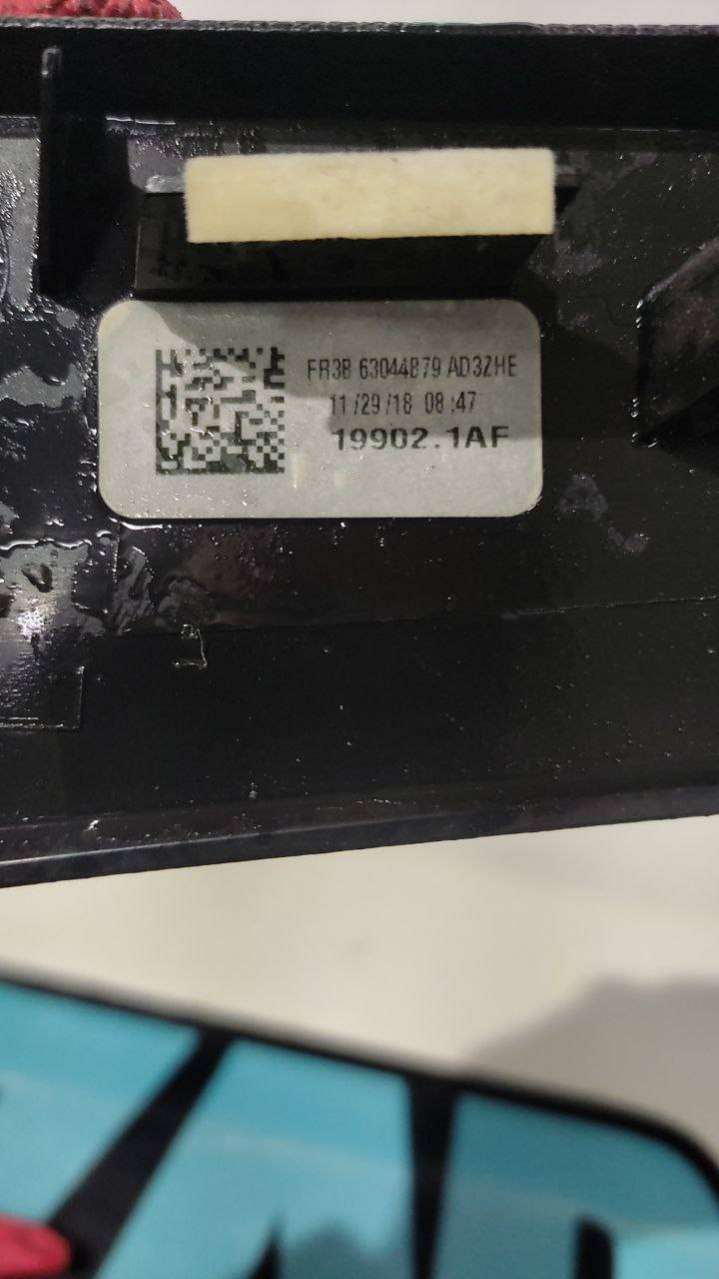 FR3B 63044B79 AD3ZHE
11/29/18 08:47
19902.1AF